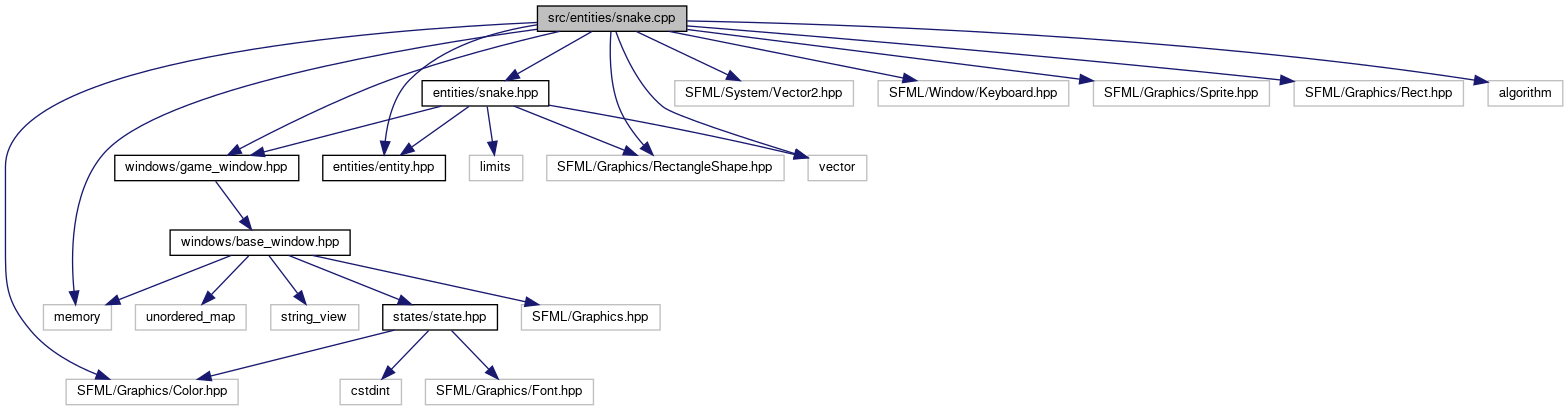 src/entities/snake.cpp
entities/snake.hpp
SFML/System/Vector2.hpp
SFML/Window/Keyboard.hpp
SFML/Graphics/Sprite.hpp
SFML/Graphics/Rect.hpp
algorithm
windows/game_window.hpp
entities/entity.hpp
limits
SFML/Graphics/RectangleShape.hpp
vector
windows/base_window.hpp
memory
unordered_map
string_view
states/state.hpp
SFML/Graphics.hpp
SFML/Graphics/Color.hpp
cstdint
SFML/Graphics/Font.hpp